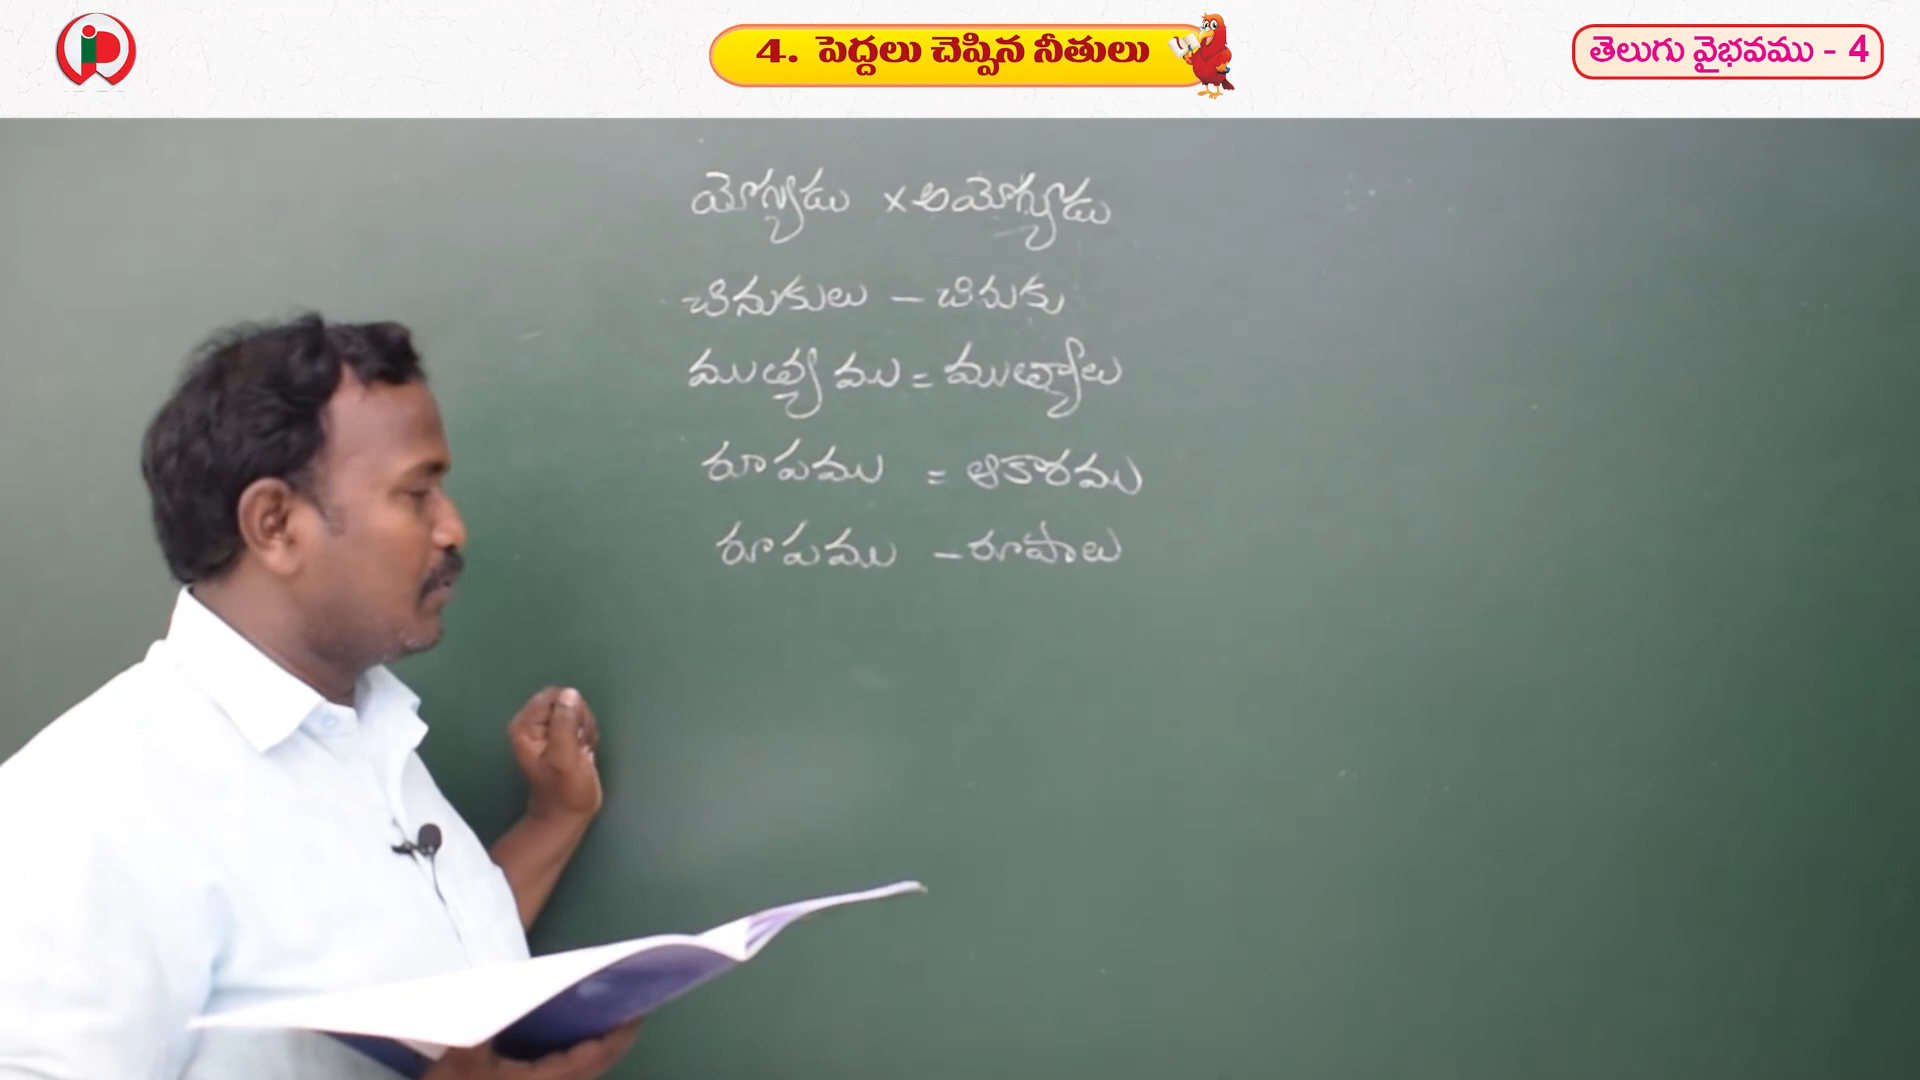 4. పెద్దలు చెప్పిన నీతులు
తెలుగు వైభవము - 4
యోగ్యుడు × అయోగ్యుడు
చినుకులు - చినుకు
ముత్యము = ముత్యాలు
రూపము = ఆకారము
రూపము - రూపాలు